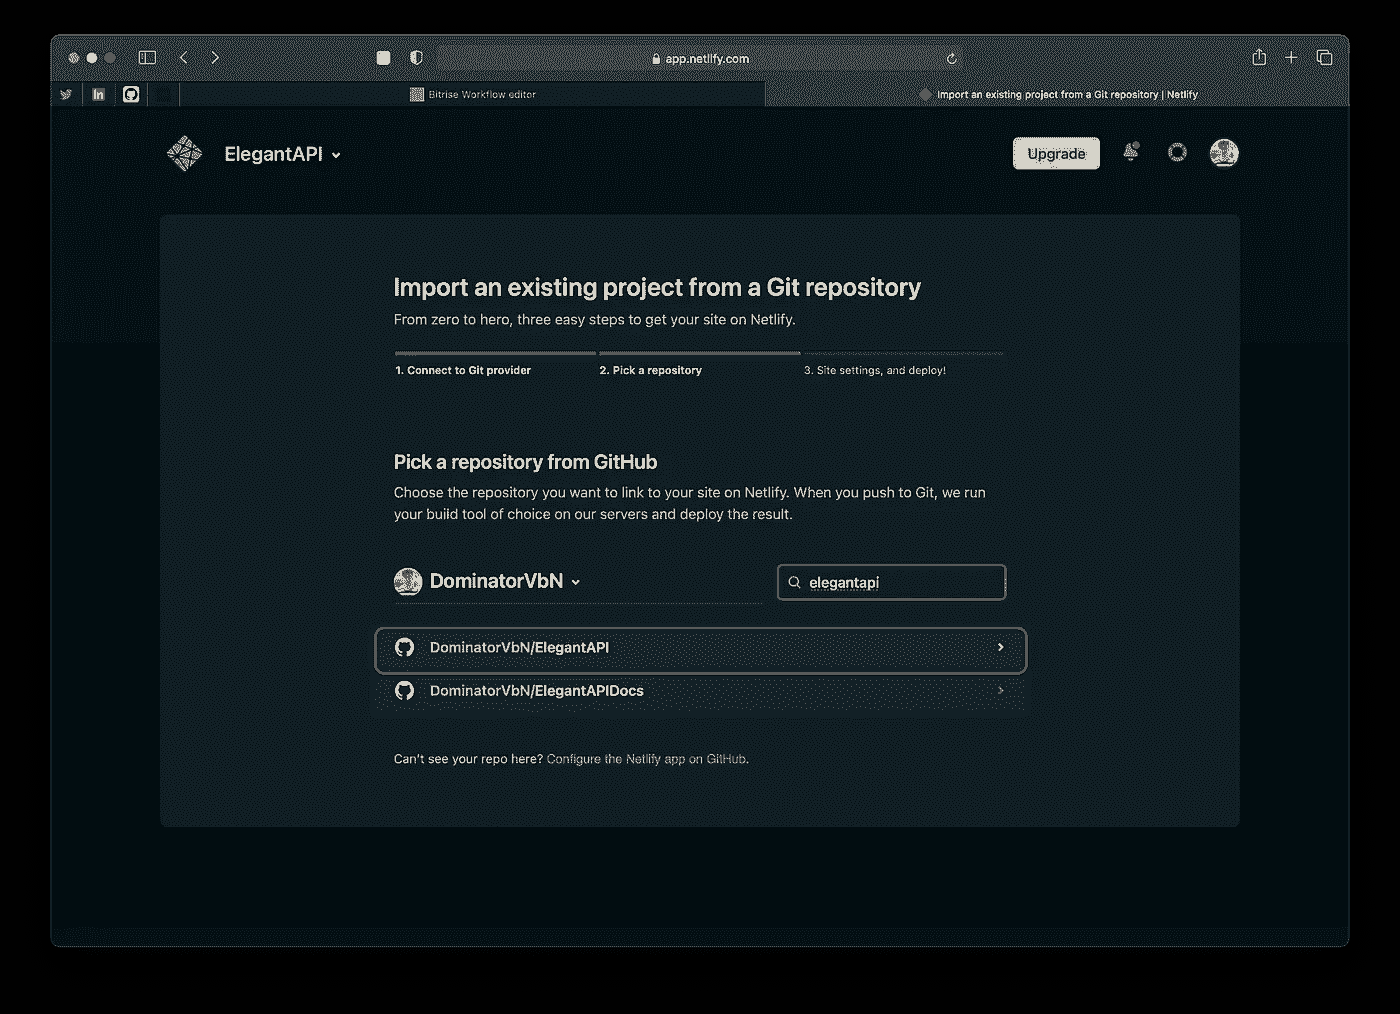 app.netlify.com
in
Bitrise Workflow editor
Import an existing project from a Git repository | Netlify
ElegantAPI
Upgrade
Import an existing project from a Git repository
From zero to hero, three easy steps to get your site on Netlify.
1. Connect to Git provider
2. Pick a repository
3. Site settings, and deploy!
Pick a repository from GitHub
Choose the repository you want to link to your site on Netlify. When you push to Git, we run
your build tool of choice on our servers and deploy the result.
DominatorVbN
elegantapi
DominatorVbN/ElegantAPI
DominatorVbN/ElegantAPIDocs
Can't see your repo here? Configure the Netlify app on GitHub.